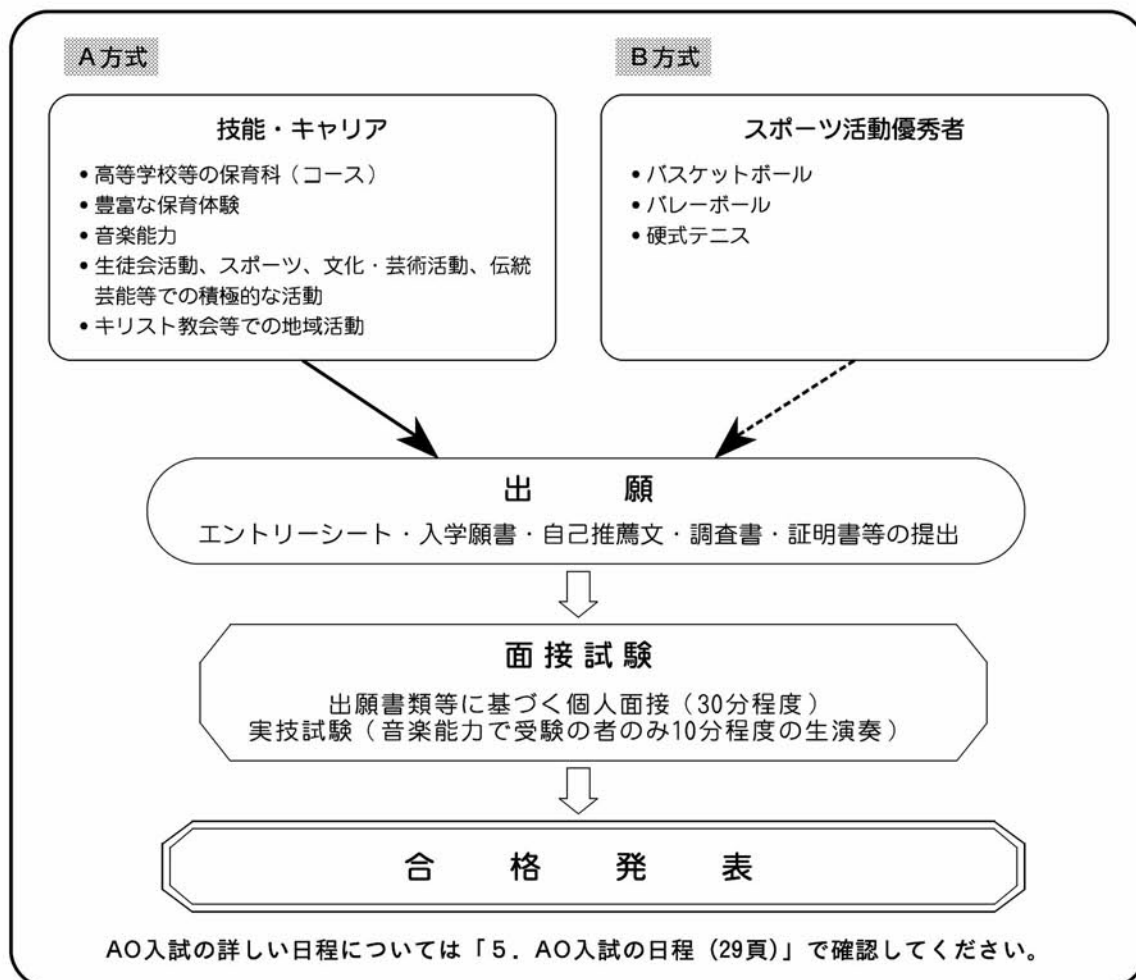 A方式
技能・キャリア
• 高等学校等の保育科（コース）
• 豊富な保育体験
• 音楽能力
• 生徒会活動、スポーツ、文化・芸術活動、伝統
芸能等での積極的な活動
• キリスト教会等での地域活動
B方式
スポーツ活動優秀者
• バスケットボール
• バレーボール
• 硬式テニス
出　願
エントリーシート・入学願書・自己推薦文・調査書・証明書等の提出
面接試験
出願書類等に基づく個人面接（30分程度）
実技試験（音楽能力で受験の者のみ10分程度の生演奏）
合　格　発　表
AO入試の詳しい日程については「5．AO入試の日程（29頁）」で確認してください。